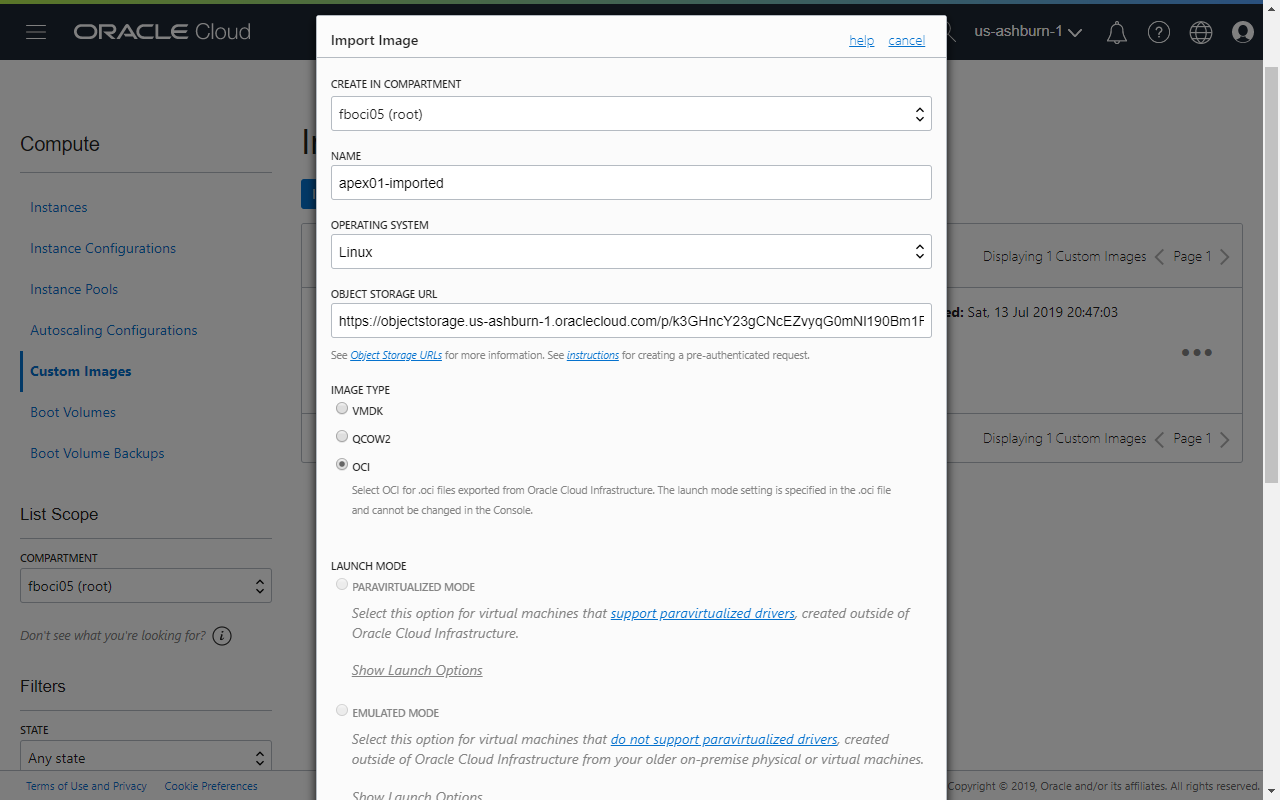 ORACLE Cloud
us-ashburn-1
Import Image
help
cancel
CREATE IN COMPARTMENT
fboci05 (root)
NAME
apex01-imported
OPERATING SYSTEM
Linux
OBJECT STORAGE URL
See Object Storage URLs for more information. See instructions for creating a pre-authenticated request.
IMAGE TYPE
VMDK
QCOW2
OCI
Select OCI for .oci files exported from Oracle Cloud Infrastructure. The launch mode setting is specified in the .oci file
and cannot be changed in the Console.
LAUNCH MODE
PARAVIRTUALIZED MODE
Select this option for virtual machines that support paravirtualized drivers, created outside of
Oracle Cloud Infrastructure.
Show Launch Options
EMULATED MODE
Select this option for virtual machines that do not support paravirtualized drivers, created
outside of Oracle Cloud Infrastructure from your older on-premise physical or virtual machines.
Show Launch Options
Compute
Instances
Instance Configurations
Instance Pools
Autoscaling Configurations
Custom Images
Boot Volumes
Boot Volume Backups
List Scope
COMPARTMENT
fboci05 (root)
Don't see what you're looking for?
Filters
STATE
Any state
Displaying 1 Custom Images
Page 1
Sat, 13 Jul 2019 20:47:03
Displaying 1 Custom Images
Page 1
Terms of Use and Privacy
Cookie Preferences
Copyright © 2019, Oracle and/or its affiliates. All rights reserved.